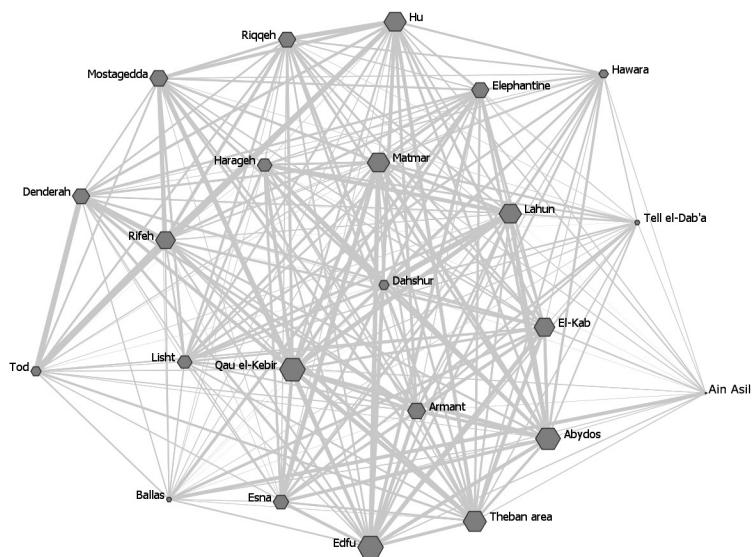 Hu
Riqqeh
Mostagedda
Hawara
Elephantine
Harageh
Matmar
Denderah
Lahun
Tell el-Dab'a
Rifeh
Dahshur
El-Kab
Tod
Lisht
Qau el-Kebir
Ain Asil
Armant
Abydos
Ballas
Esna
Theban area
Edfu